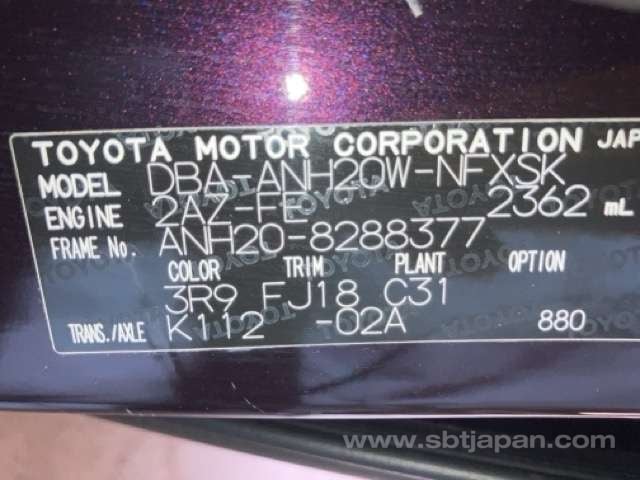 TOYOTA MOTOR CORPORATION JAP
MODEL DBA-ANH20W-NFXSK
ENGINE 2AZ-FE 2362 mL
FRAME No. ANH20-8288377
COLOR TRIM PLANT OPTION
3R9 FJ18 C31
TRANS./AXLE K112 -02A 880
www.sbtjapan.com